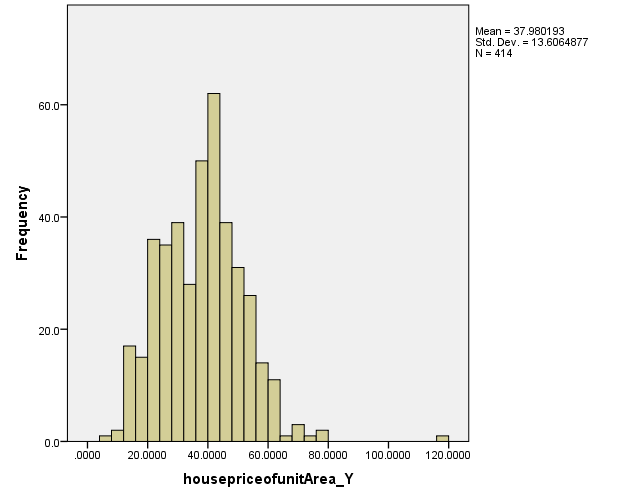 Mean = 37.980193
Std. Dev. = 13.6064877
N = 414
60.0
40.0
20.0
0.0
Frequency
.0000 20.0000 40.0000 60.0000 80.0000 100.0000 120.0000
housepriceofunitArea_Y